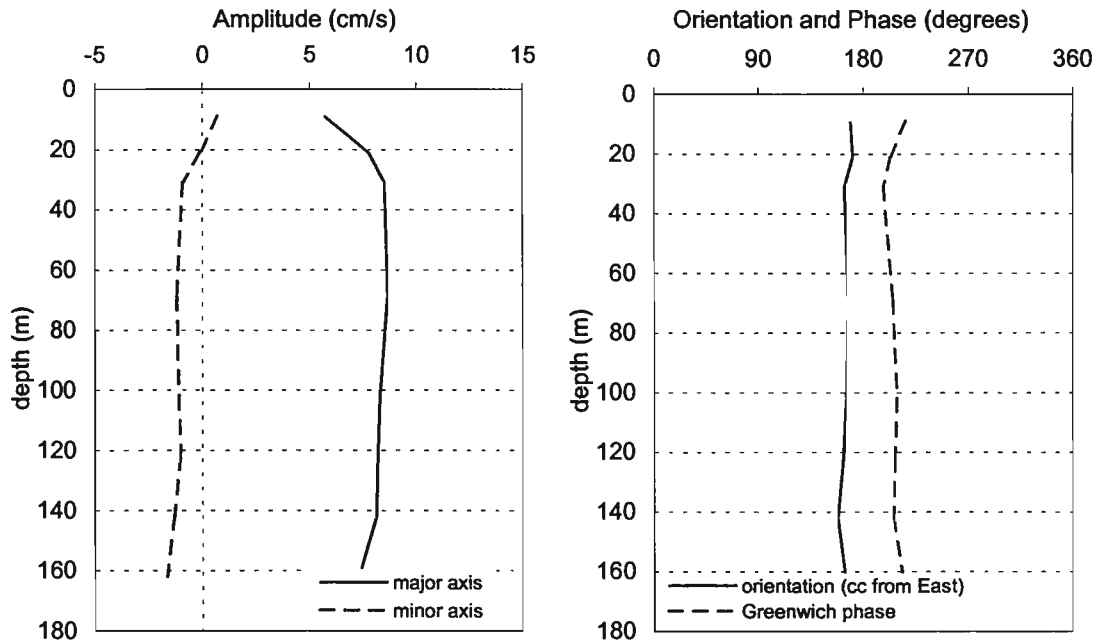 Amplitude (cm/s)
-5 0 5 10 15
0
20
40
60
80
100
120
140
160
180
depth (m)
major axis
minor axis
Orientation and Phase (degrees)
0 90 180 270 360
0
20
40
60
80
100
120
140
160
180
depth (m)
orientation (cc from East)
Greenwich phase